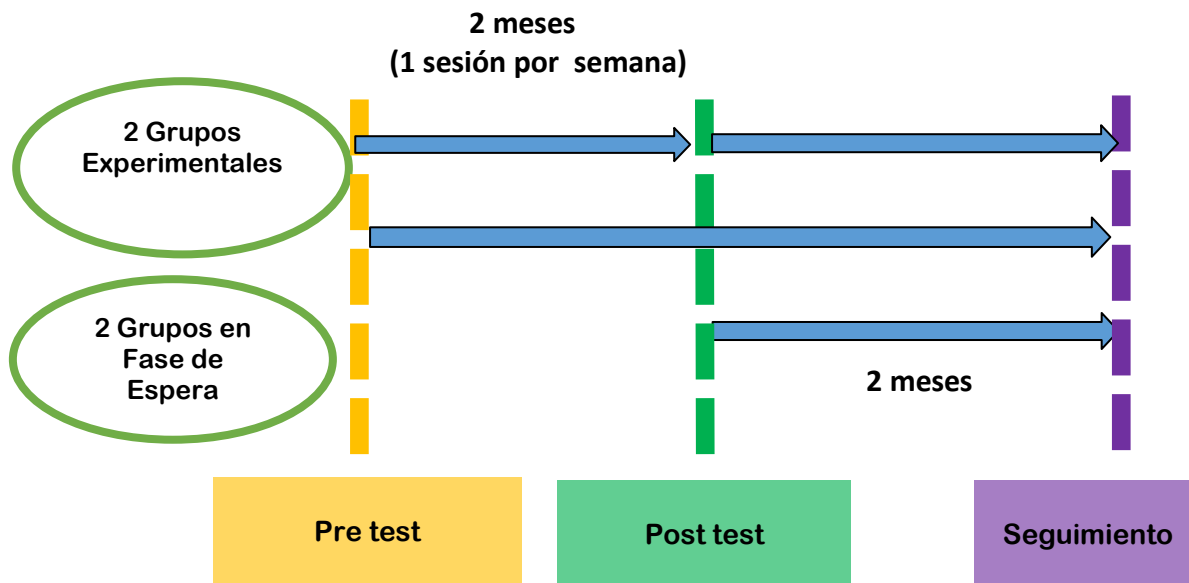 2 meses
(1 sesión por semana)
2 Grupos
Experimentales
2 Grupos en
Fase de
Espera
2 meses
Pre test
Post test
Seguimiento